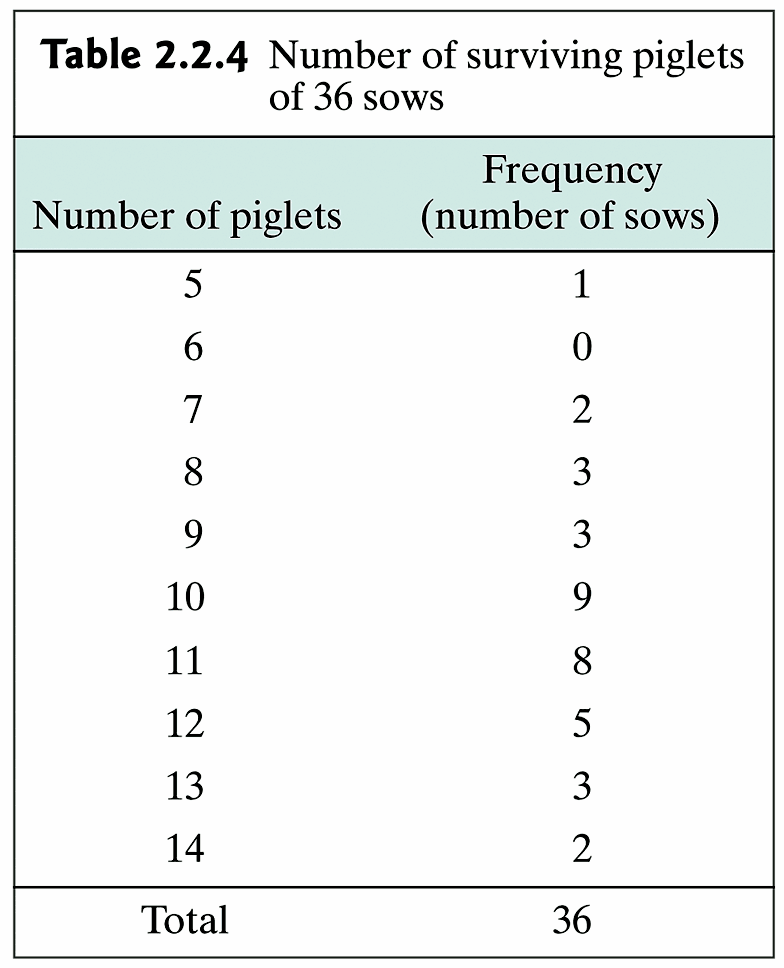 Table 2.2.4 Number of surviving piglets
of 36 sows
Frequency
Number of piglets (number of sows)
5 1
6 0
7 2
8 3
9 3
10 9
11 8
12 5
13 3
14 2
Total 36